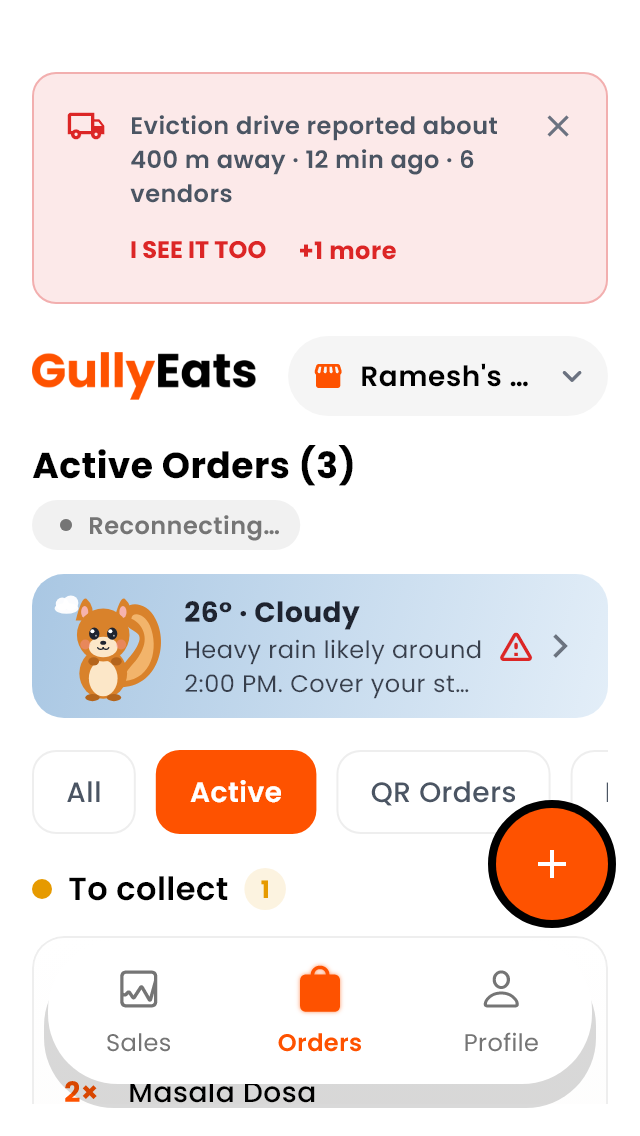 Eviction drive reported about
400 m away · 12 min ago · 6
vendors
I SEE IT TOO +1 more
GullyEats
Ramesh's ...
Active Orders (3)
Reconnecting...
26° · Cloudy
Heavy rain likely around
2:00 PM. Cover your st...
All Active QR Orders
To collect 1
Sales Orders Profile
2× Masala Dosa